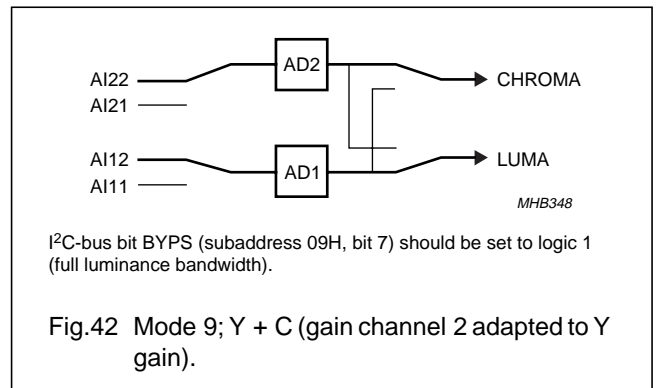 AD2
AI22
CHROMA
AI21
AI12
LUMA
AD1
AI11
MHB348
I²C-bus bit BYPS (subaddress 09H, bit 7) should be set to logic 1
(full luminance bandwidth).
Fig.42 Mode 9; Y + C (gain channel 2 adapted to Y
gain).